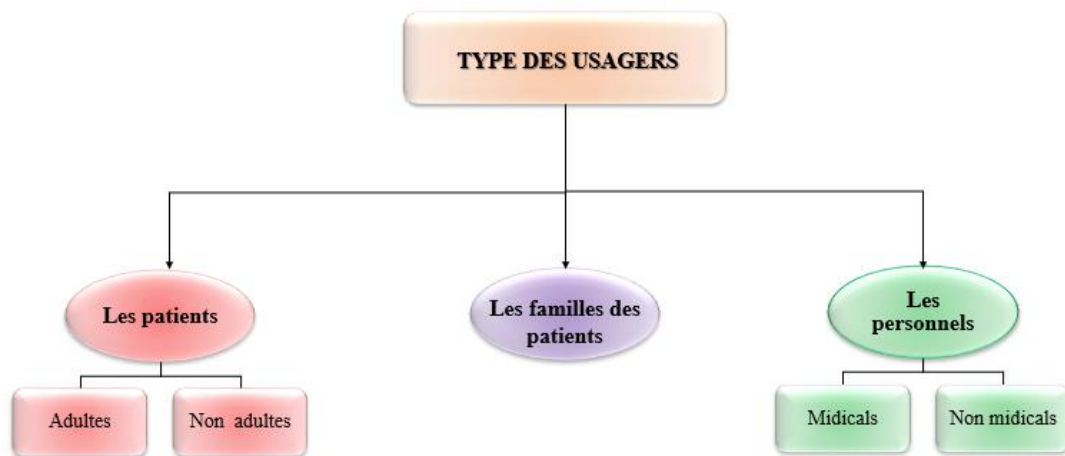 TYPE DES USAGERS
Les patients
Les familles des
patients
Les
personnels
Adultes
Non adultes
Midicals
Non midicals